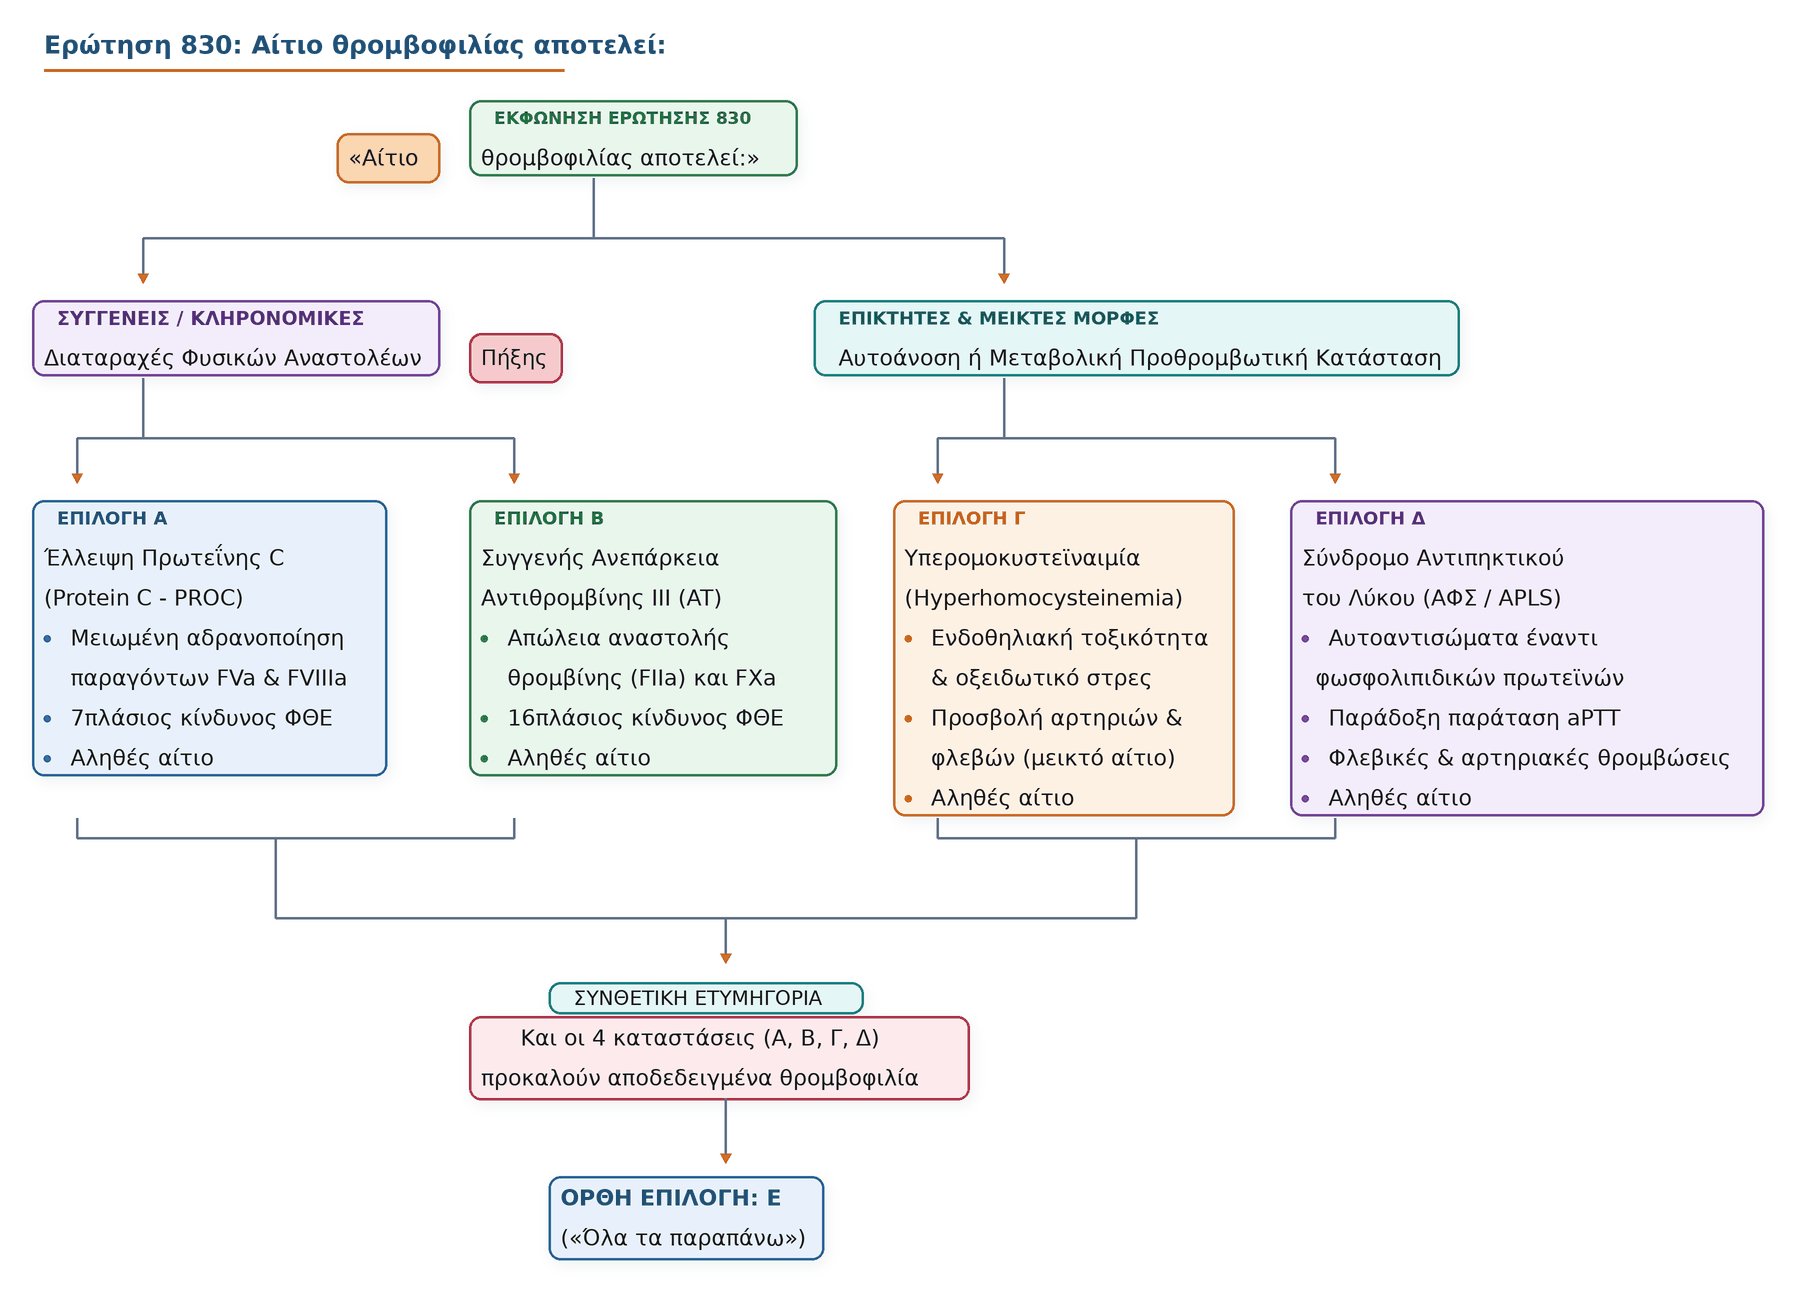 Ερώτηση 830: Αίτιο θρομβοφιλίας αποτελεί:
ΕΚΦΩΝΗΣΗ ΕΡΩΤΗΣΗΣ 830
«Αίτιο
θρομβοφιλίας αποτελεί:»
ΣΥΓΓΕΝΕΙΣ / ΚΛΗΡΟΝΟΜΙΚΕΣ
Διαταραχές Φυσικών Αναστολέων
Πήξης
ΕΠΙΚΤΗΤΕΣ & ΜΕΙΚΤΕΣ ΜΟΡΦΕΣ
Αυτοάνοση ή Μεταβολική Προθρομβωτική Κατάσταση
ΕΠΙΛΟΓΗ Α
Έλλειψη Πρωτεΐνης C
(Protein C - PROC)
• Μειωμένη αδρανοποίηση
παραγόντων FVa & FVIIIa
• 7πλάσιος κίνδυνος ΦΘΕ
• Αληθές αίτιο
ΕΠΙΛΟΓΗ Β
Συγγενής Ανεπάρκεια
Αντιθρομβίνης III (AT)
• Απώλεια αναστολής
θρομβίνης (FIIa) και FXa
• 16πλάσιος κίνδυνος ΦΘΕ
• Αληθές αίτιο
ΕΠΙΛΟΓΗ Γ
Υπερομοκυστεϊναιμία
(Hyperhomocysteinemia)
• Ενδοθηλιακή τοξικότητα
& οξειδωτικό στρες
• Προσβολή αρτηριών &
φλεβών (μεικτό αίτιο)
• Αληθές αίτιο
ΕΠΙΛΟΓΗ Δ
Σύνδρομο Αντιπηκτικού
του Λύκου (ΑΦΣ / APLS)
• Αυτοαντισώματα έναντι
φωσφολιπιδικών πρωτεϊνών
• Παράδοξη παράταση aPTT
• Φλεβικές & αρτηριακές θρομβώσεις
• Αληθές αίτιο
ΣΥΝΘΕΤΙΚΗ ΕΤΥΜΗΓΟΡΙΑ
Και οι 4 καταστάσεις (Α, Β, Γ, Δ)
προκαλούν αποδεδειγμένα θρομβοφιλία
ΟΡΘΗ ΕΠΙΛΟΓΗ: Ε
(«Όλα τα παραπάνω»)